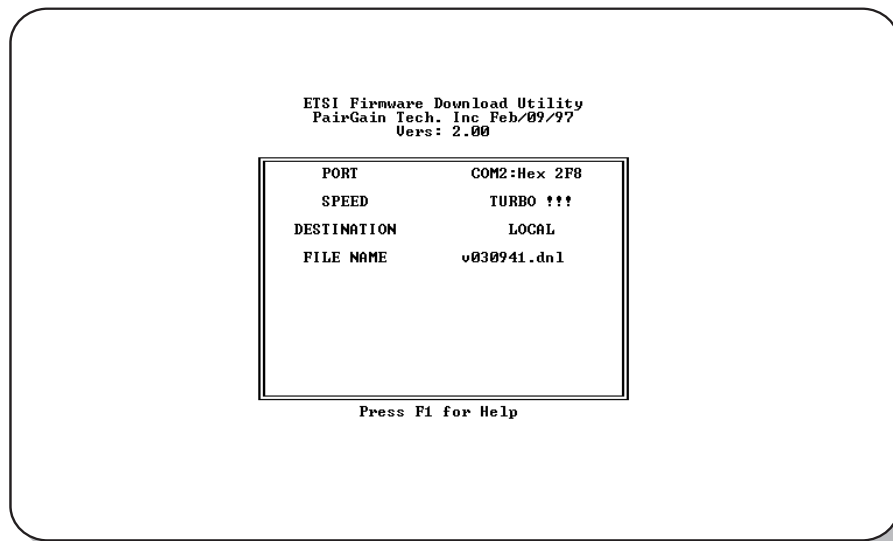 ETSI Firmware Download Utility
PairGain Tech. Inc Feb/09/97
Vers: 2.00
PORT COM2:Hex 2F8
SPEED TURBO !!!
DESTINATION LOCAL
FILE NAME v030941.dnl
Press F1 for Help